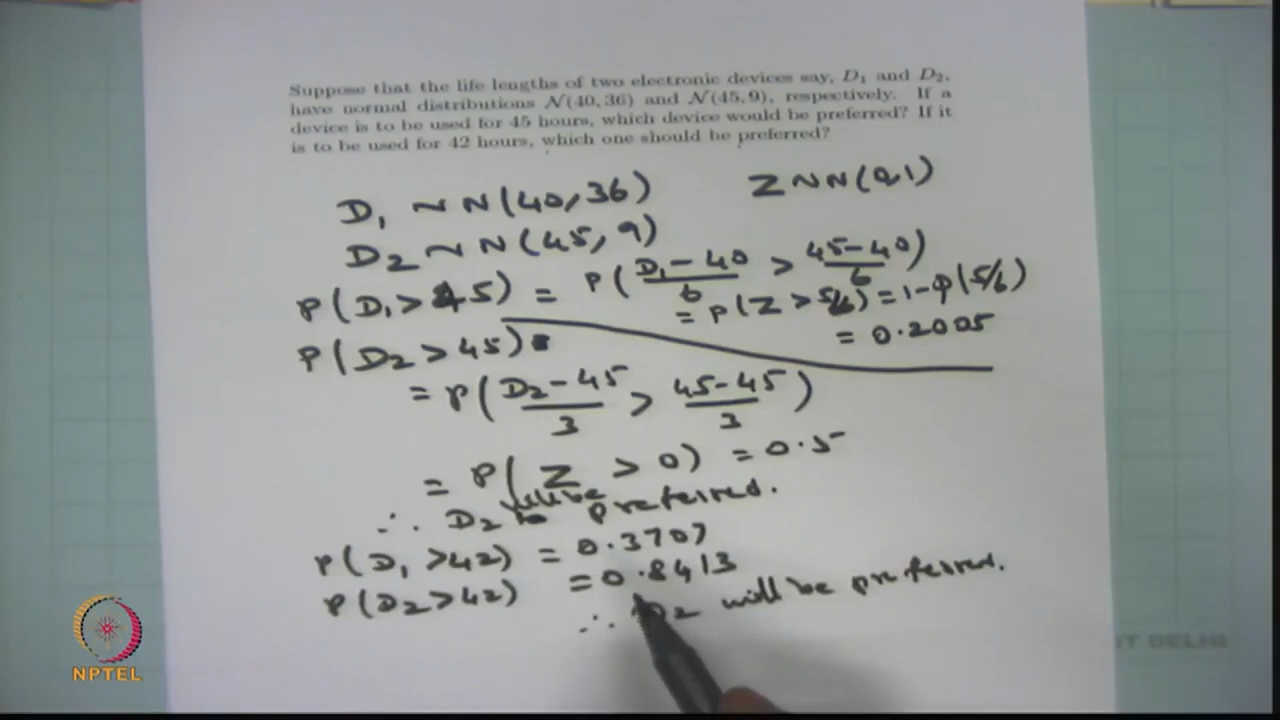 Suppose that the life lengths of two electronic devices say, D₁ and D₂,
have normal distributions N(40, 36) and N(45, 9), respectively. If a
device is to be used for 45 hours, which device would be preferred? If it
is to be used for 42 hours, which one should be preferred?
D₁ ~ N(40, 36) Z ~ N(0,1)
D₂ ~ N(45, 9)
P(D₁ > 45) = P((D₁ - 40)/6 > (45-40)/6)
= P(Z > 5/6) = 1-Φ(5/6)
= 0.2005
P(D₂ > 45)
= P((D₂-45)/3 > (45-45)/3)
= P(Z > 0) = 0.5
∴ D₂ will be preferred.
P(D₁ > 42) = 0.3707
P(D₂ > 42) = 0.8413
∴ D₂ will be preferred.
NPTEL
IT DELHI